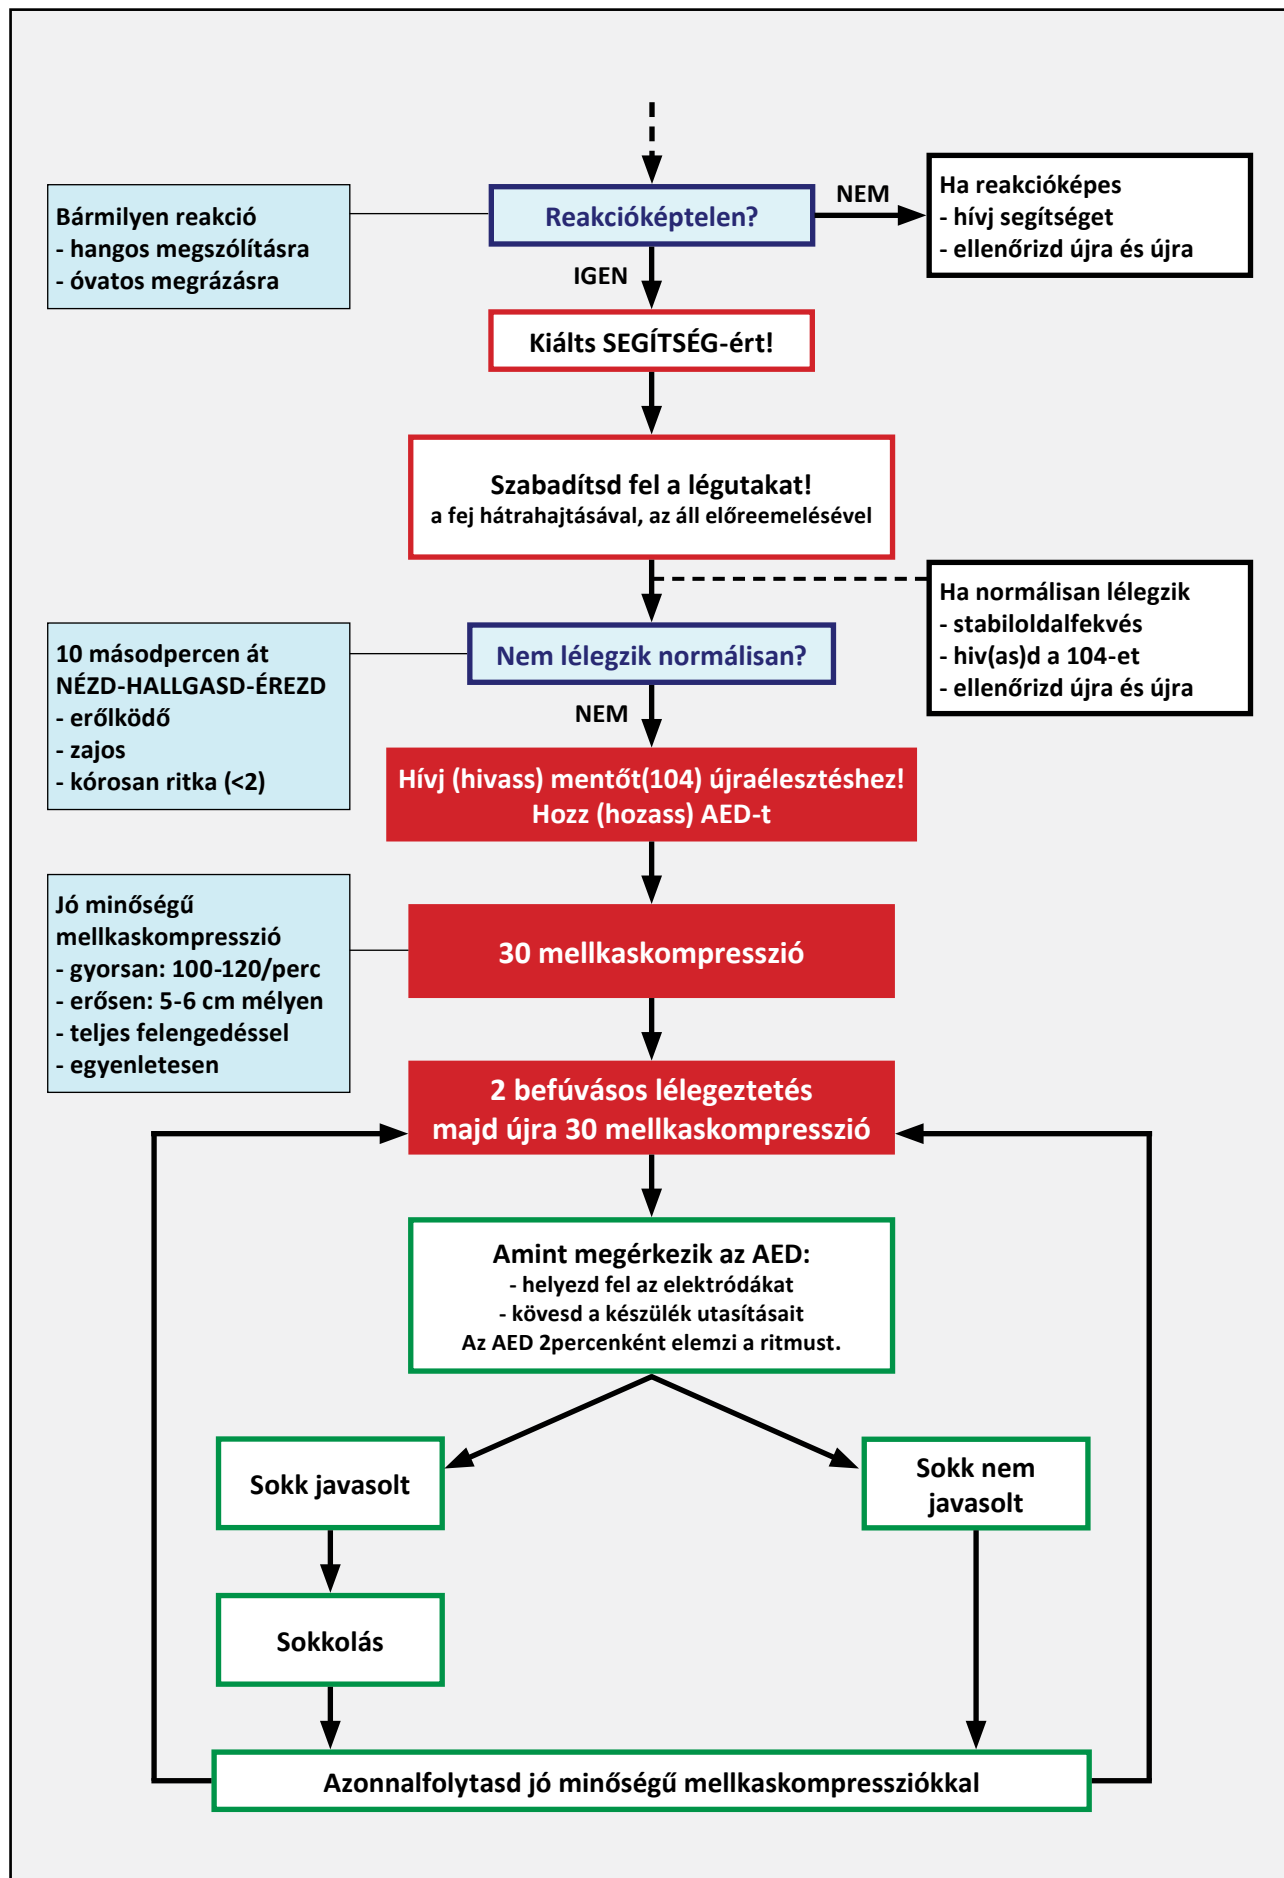 Reakcióképtelen?
Bármilyen reakció
- hangos megszólításra
- óvatos megrázásra
NEM
Ha reakcióképes
- hívj segítséget
- ellenőrizd újra és újra
IGEN
Kiálts SEGÍTSÉG-ért!
Szabadítsd fel a légutakat!
a fej hátrahajtásával, az áll előreemelésével
Ha normálisan lélegzik
- stabiloldalfekvés
- hiv(as)d a 104-et
- ellenőrizd újra és újra
Nem lélegzik normálisan?
10 másodpercen át
NÉZD-HALLGASD-ÉREZD
- erőlködő
- zajos
- kórosan ritka (<2)
NEM
Hívj (hivass) mentőt(104) újraélesztéshez!
Hozz (hozass) AED-t
Jó minőségű
mellkaskompresszió
- gyorsan: 100-120/perc
- erősen: 5-6 cm mélyen
- teljes felengedéssel
- egyenletesen
30 mellkaskompresszió
2 befúvásos lélegeztetés
majd újra 30 mellkaskompresszió
Amint megérkezik az AED:
- helyezd fel az elektródákat
- kövesd a készülék utasításait
Az AED 2percenként elemzi a ritmust.
Sokk javasolt
Sokk nem
javasolt
Sokkolás
Azonnalfolytasd jó minőségű mellkaskompressziókkal